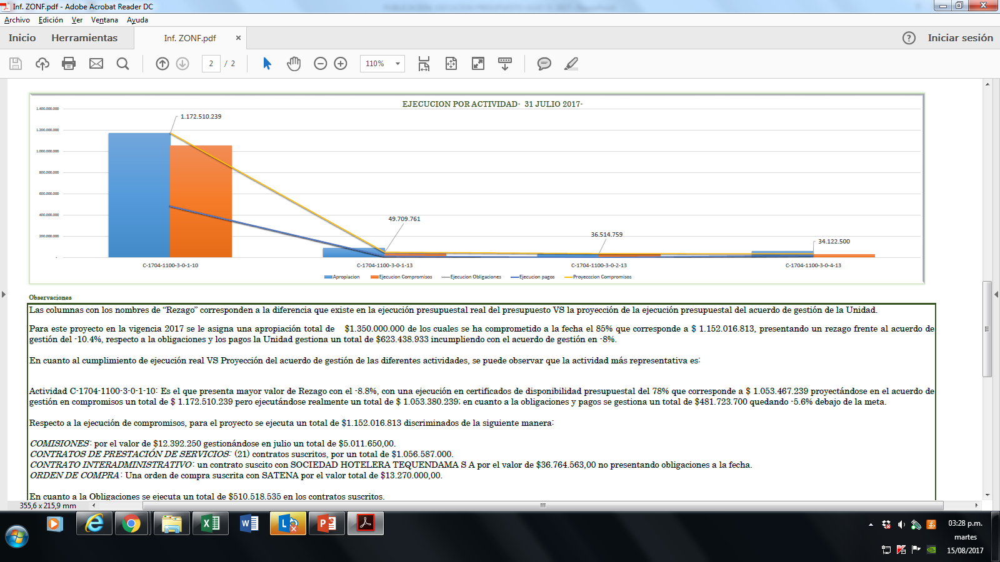 Inf. ZONF.pdf - Adobe Acrobat Reader DC
Archivo Edición Ver Ventana Ayuda
Inicio Herramientas Inf. ZONF.pdf × ? Iniciar sesión
2 / 2 110%
EJECUCION POR ACTIVIDAD- 31 JULIO 2017-
1.400.000.000
1.200.000.000
1.000.000.000
800.000.000
600.000.000
400.000.000
200.000.000
-
1.172.510.239
49.709.761
36.514.759
34.122.500
C-1704-1100-3-0-1-10 C-1704-1100-3-0-1-13 C-1704-1100-3-0-2-13 C-1704-1100-3-0-4-13
Apropiacion Ejecucion Compromisos Ejecucion Obligaciones Ejecucion pagos Proyecccion Compromisos
Observaciones
Las columnas con los nombres de “Rezago” corresponden a la diferencia que existe en la ejecución presupuestal real del presupuesto VS la proyección de la ejecución presupuestal del acuerdo de gestión de la Unidad.
Para este proyecto en la vigencia 2017 se le asigna una apropiación total de $1.350.000.000 de los cuales se ha comprometido a la fecha el 85% que corresponde a $ 1.152.016.813, presentando un rezago frente al acuerdo de
gestión del -10.4%, respecto a la obligaciones y los pagos la Unidad gestiona un total de $623.438.933 incumpliendo con el acuerdo de gestión en -8%.
En cuanto al cumplimiento de ejecución real VS Proyección del acuerdo de gestión de las diferentes actividades, se puede observar que la actividad más representativa es:
Actividad C-1704-1100-3-0-1-10: Es el que presenta mayor valor de Rezago con el -8.8%, con una ejecución en certificados de disponibilidad presupuestal del 78% que corresponde a $ 1.053.467.239 proyectándose en el acuerdo de
gestión en compromisos un total de $ 1.172.510.239 pero ejecutándose realmente un total de $ 1.053.380.239; en cuanto a la obligaciones y pagos se gestiona un total de $481.723.700 quedando -5.6% debajo de la meta.
Respecto a la ejecución de compromisos, para el proyecto se ejecuta un total de $1.152.016.813 discriminados de la siguiente manera:
COMISIONES: por el valor de $12.392.250 gestionándose en julio un total de $5.011.650,00.
CONTRATOS DE PRESTACIÓN DE SERVICIOS: (21) contratos suscritos, por un total de $1.056.587.000.
CONTRATO INTERADMINISTRATIVO: un contrato suscito con SOCIEDAD HOTELERA TEQUENDAMA S A por el valor de $36.764.563,00 no presentando obligaciones a la fecha.
ORDEN DE COMPRA: Una orden de compra suscrita con SATENA por el valor total de $13.270.000,00.
En cuanto a la Obligaciones se ejecuta un total de $510.518.535 en los contratos suscritos.
355,6 x 215,9 mm
03:28 p.m.
martes
15/08/2017